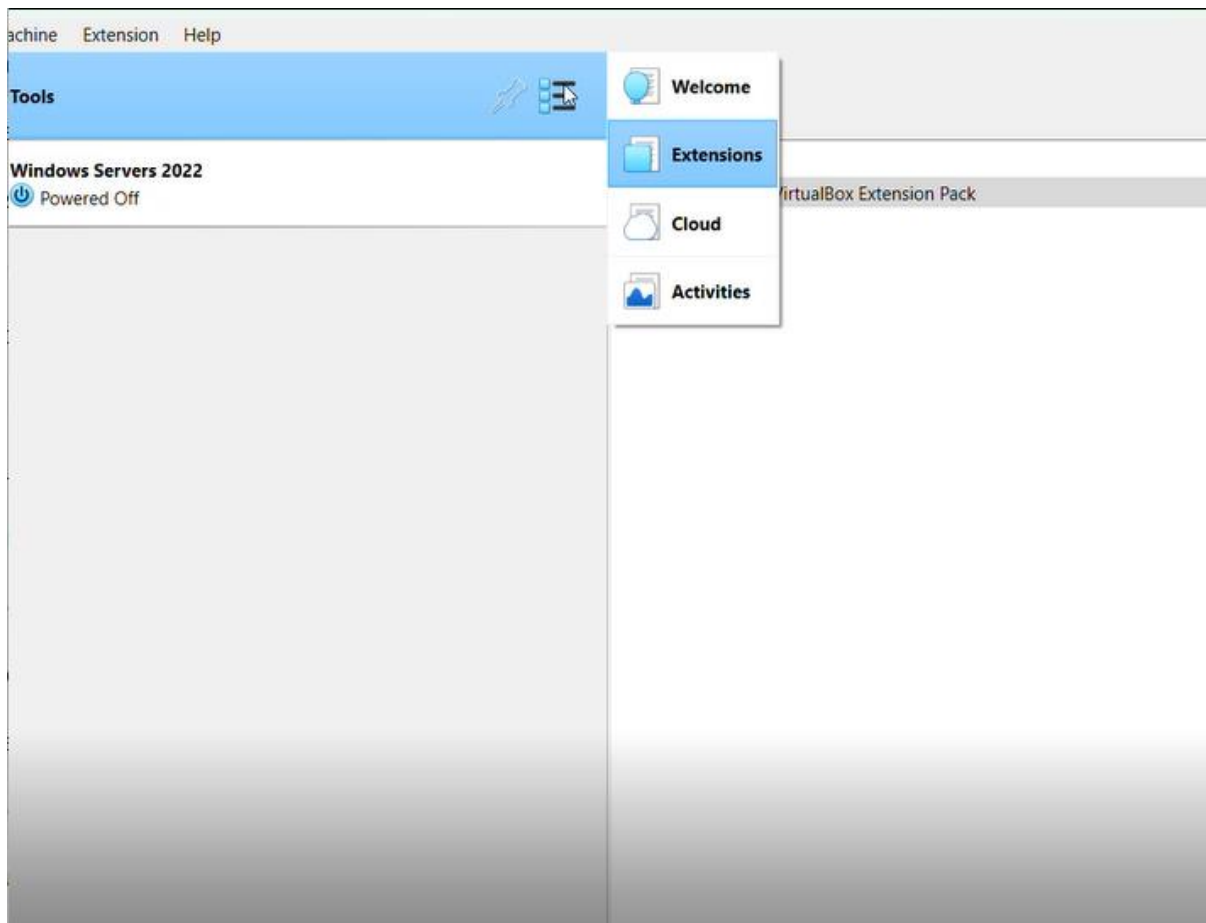 achine Extension Help
Tools
Windows Servers 2022
Powered Off
Welcome
Extensions
Cloud
Activities
VirtualBox Extension Pack